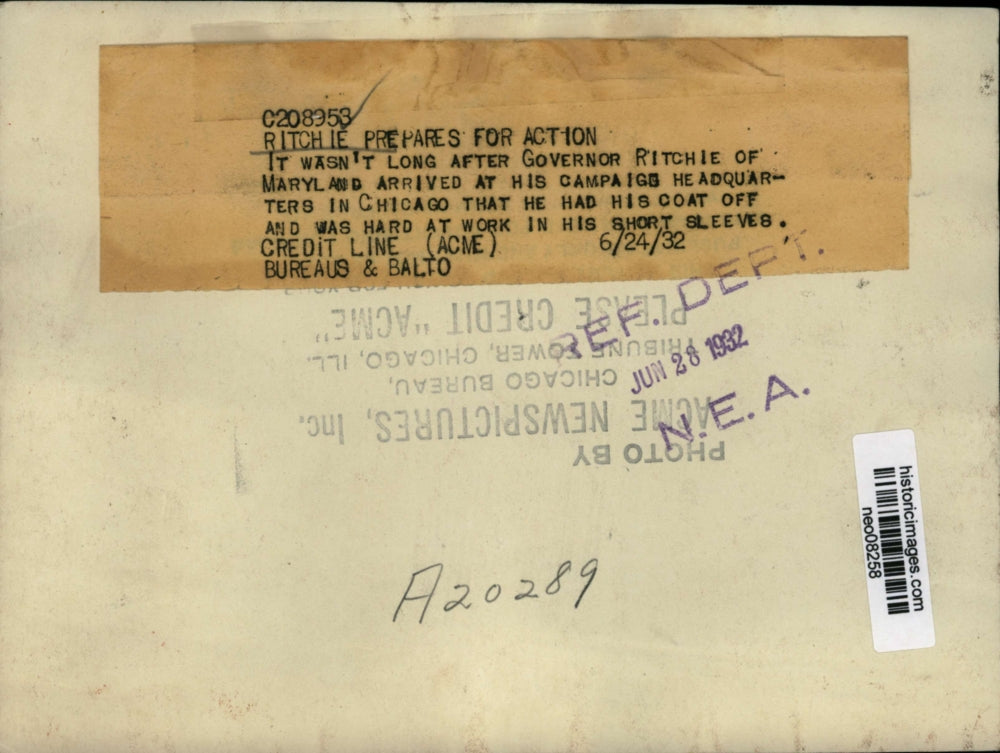 C208953
RITCHIE PREPARES FOR ACTION
IT WASN'T LONG AFTER GOVERNOR RITCHIE OF
MARYLAND ARRIVED AT HIS CAMPAIGN HEADQUAR-
TERS IN CHICAGO THAT HE HAD HIS COAT OFF
AND WAS HARD AT WORK IN HIS SHORT SLEEVES.
CREDIT LINE (ACME) 6/24/32
BUREAUS & BALTO
REF. DEPT.
JUN 28 1932
N.E.A.
PHOTO BY
ACME NEWSPICTURES, Inc.
CHICAGO BUREAU,
TRIBUNE TOWER, CHICAGO, ILL.
PLEASE CREDIT "ACME"
A20289
historicimages.com
neo08258